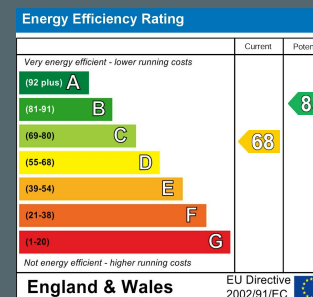 Energy Efficiency Rating
Current
Very energy efficient - lower running costs
(92 plus) A
(81-91) B
(69-80) C
(55-68) D
(39-54) E
(21-38) F
(1-20) G
68
Not energy efficient - higher running costs
England & Wales
EU Directive
2002/91/EC